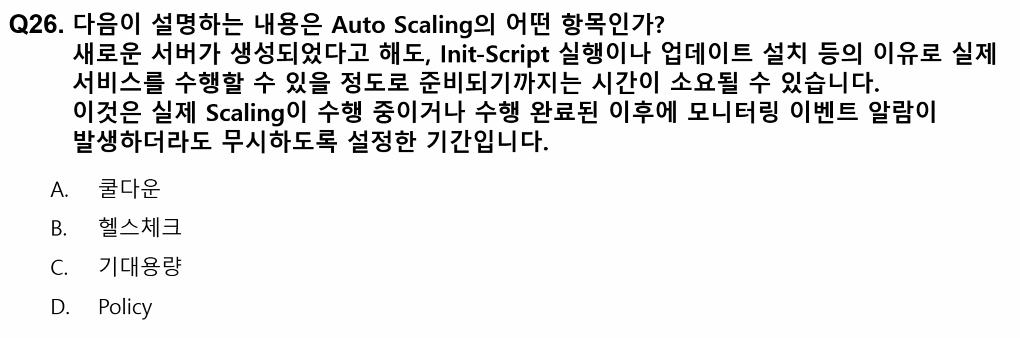 Q26. 다음이 설명하는 내용은 Auto Scaling의 어떤 항목인가?
새로운 서버가 생성되었다고 해도, Init-Script 실행이나 업데이트 설치 등의 이유로 실제
서비스를 수행할 수 있을 정도로 준비되기까지는 시간이 소요될 수 있습니다.
이것은 실제 Scaling이 수행 중이거나 수행 완료된 이후에 모니터링 이벤트 알람이
발생하더라도 무시하도록 설정한 기간입니다.
A. 쿨다운
B. 헬스체크
C. 기대용량
D. Policy